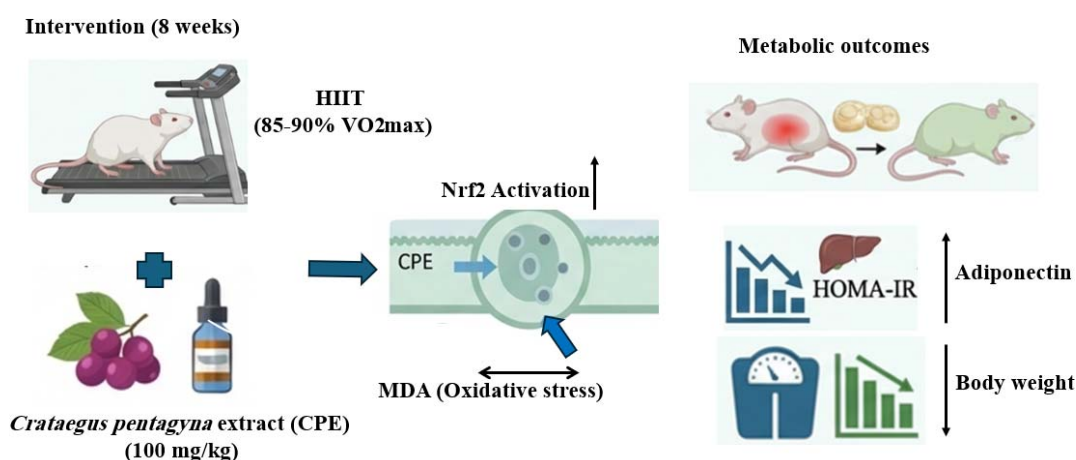 Intervention (8 weeks)
HIIT
(85-90% VO2max)
Crataegus pentagyna extract (CPE)
(100 mg/kg)
Nrf2 Activation
CPE
MDA (Oxidative stress)
Metabolic outcomes
HOMA-IR
Adiponectin
Body weight